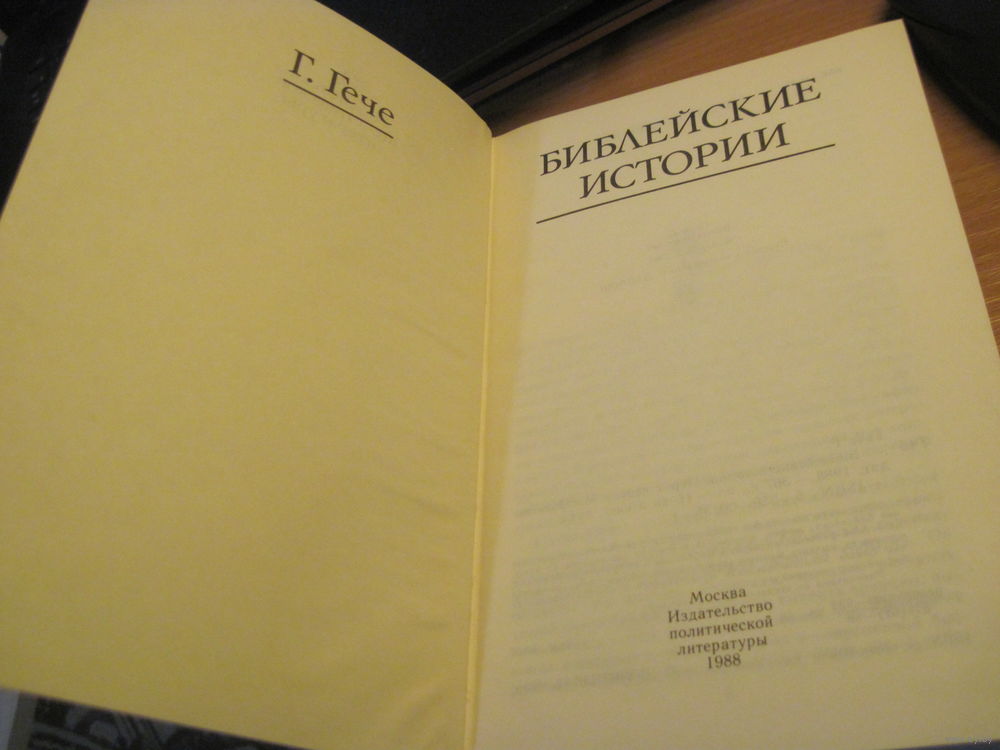 Г. Гече
БИБЛЕЙСКИЕ
ИСТОРИИ
Москва
Издательство
политической
литературы
1988